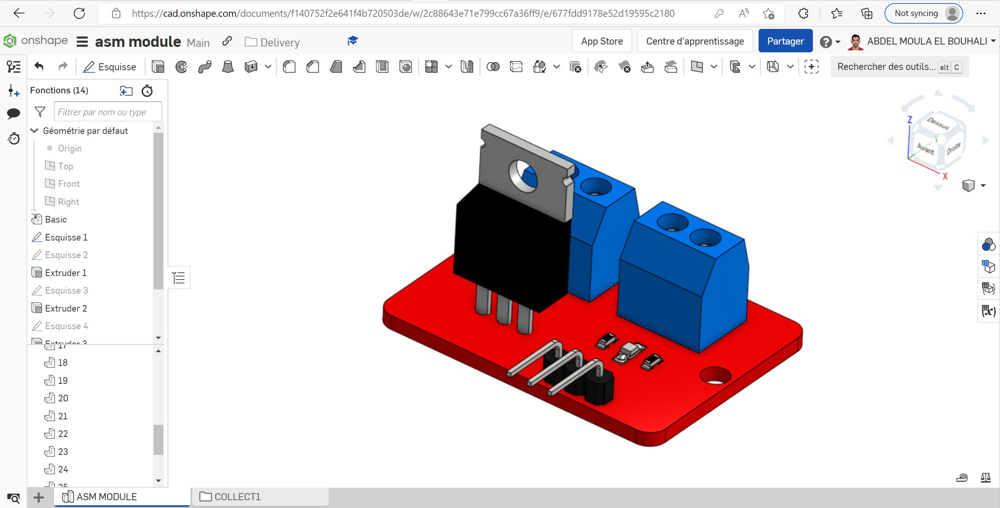 https://cad.onshape.com/documents/f140752f2e641f4b720503de/w/2c88643e71e799cc67a36ff9/e/677fdd9178e52d19595c2180
Not syncing
onshape
asm module Main
Delivery
App Store
Centre d'apprentissage
Partager
ABDEL MOULA EL BOUHALI
Esquisse
Rechercher des outils... alt C
Fonctions (14)
Filtrer par nom ou type
Géométrie par défaut
Origin
Top
Front
Right
Basic
Esquisse 1
Esquisse 2
Extruder 1
Esquisse 3
Extruder 2
Esquisse 4
Extruder 3
17
18
19
20
21
22
23
24
25
Z
Dessus
Y
Avant
Droite
X
ASM MODULE
COLLECT1